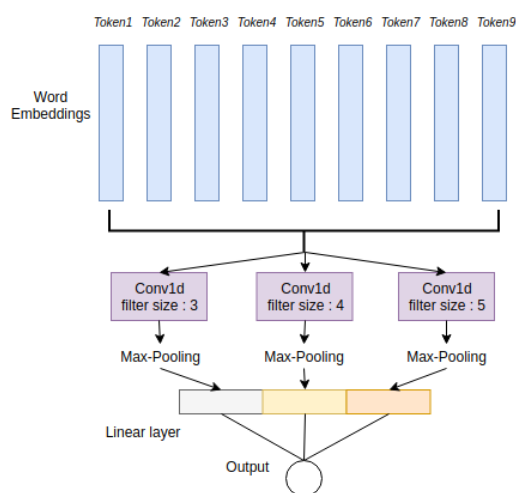 Token1 Token2 Token3 Token4 Token5 Token6 Token7 Token8 Token9
Word
Embeddings
Conv1d
filter size : 3
Conv1d
filter size : 4
Conv1d
filter size : 5
Max-Pooling Max-Pooling Max-Pooling
Linear layer
Output